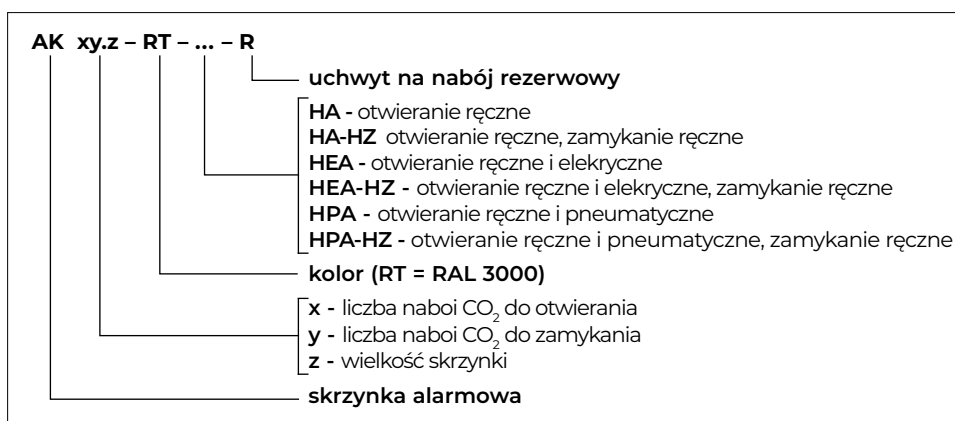 AK xy.z – RT – ... – R
uchwyt na nabój rezerwowy
HA - otwieranie ręczne
HA-HZ otwieranie ręczne, zamykanie ręczne
HEA - otwieranie ręczne i elekryczne
HEA-HZ - otwieranie ręczne i elekryczne, zamykanie ręczne
HPA - otwieranie ręczne i pneumatyczne
HPA-HZ - otwieranie ręczne i pneumatyczne, zamykanie ręczne
kolor (RT = RAL 3000)
x - liczba naboi CO₂ do otwierania
y - liczba naboi CO₂ do zamykania
z - wielkość skrzynki
skrzynka alarmowa